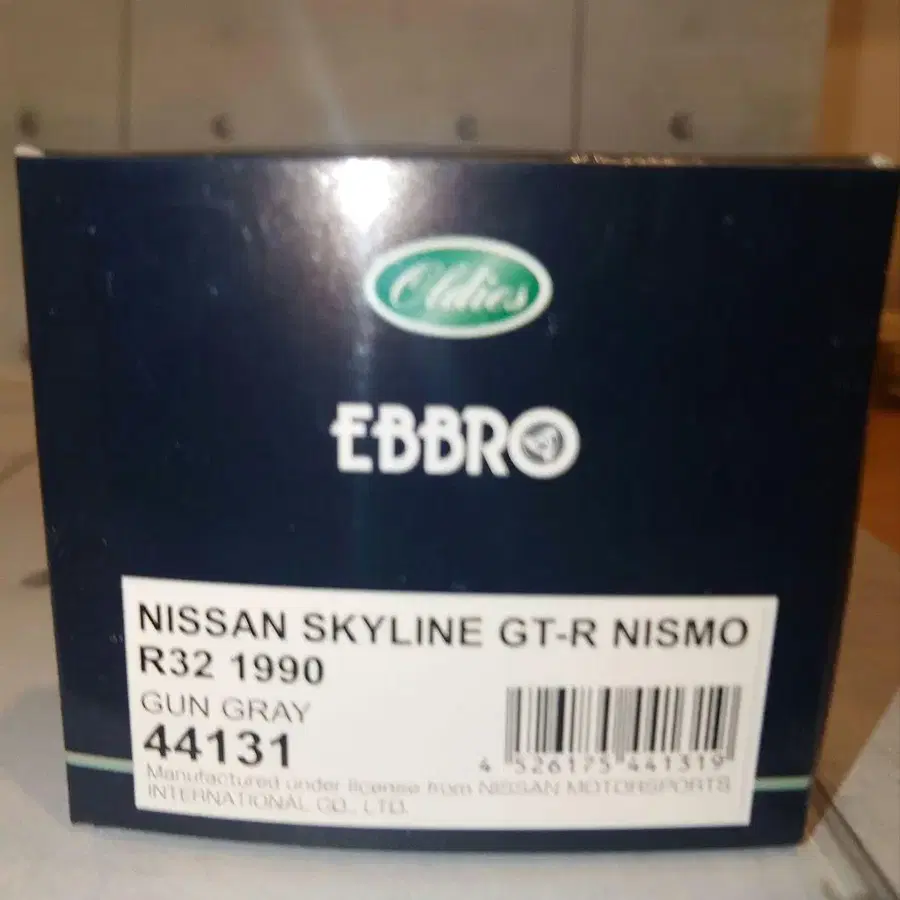 Oldies
EBBRO
NISSAN SKYLINE GT-R NISMO
R32 1990
GUN GRAY
44131
4 526175 441319
Manufactured under license from NISSAN MOTORSPORTS
INTERNATIONAL CO., LTD.